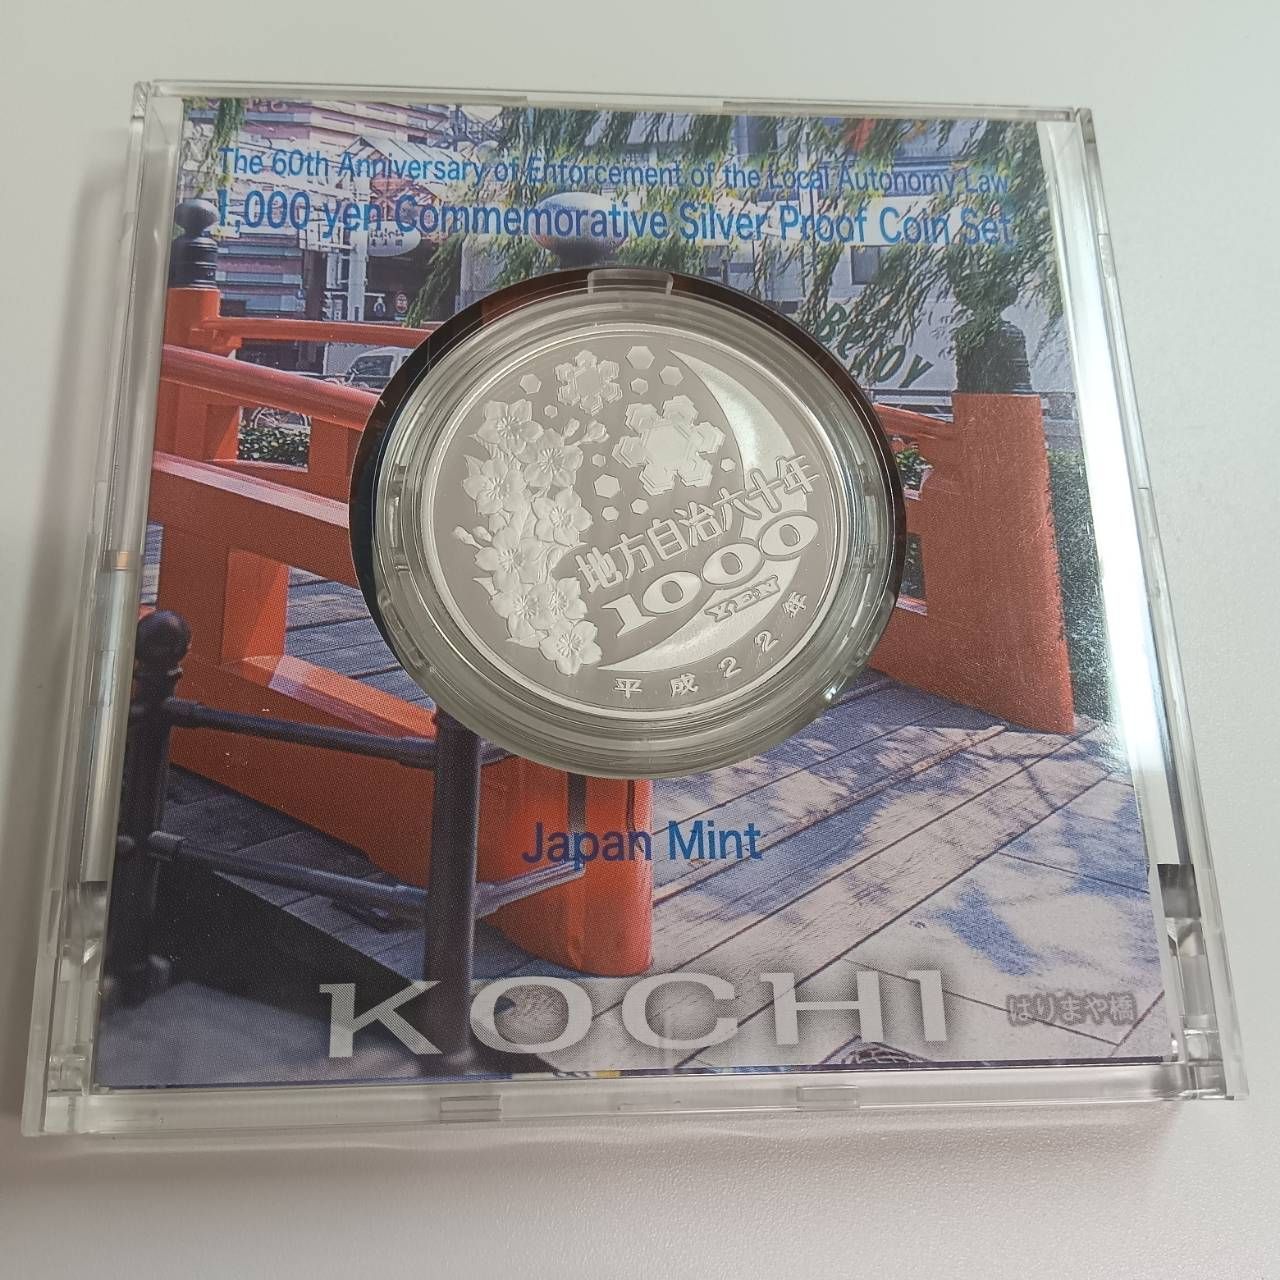 The 60th Anniversary of Enforcement of the Local Autonomy Law
1,000 yen Commemorative Silver Proof Coin Set
地方自治六十年
1000
YEN
平成22年
Japan Mint
KOCHI
はりまや橋